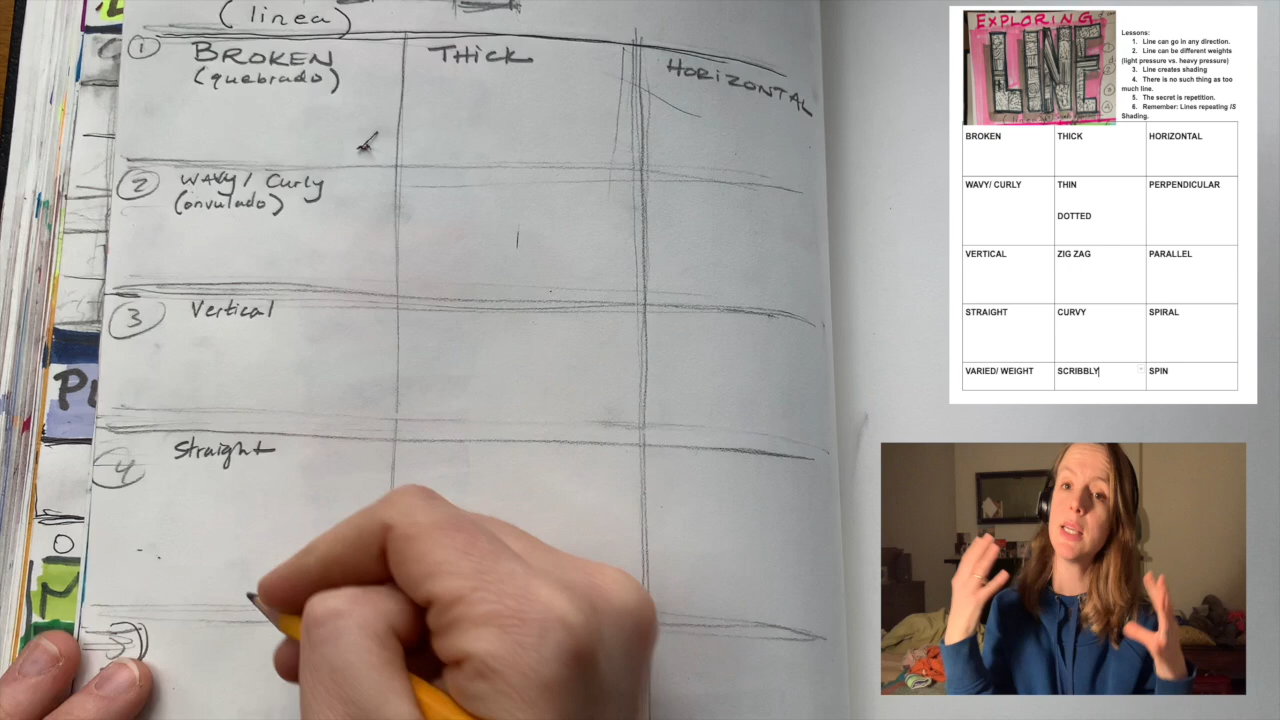 (linea)
1 BROKEN THICK HORIZONTAL
(quebrado)
2 WAVY/ Curly
(onvulado)
3 Vertical
4 Straight
5
EXPLORING
LINE
Lessons:
1. Line can go in any direction.
2. Line can be different weights
(light pressure vs. heavy pressure)
3. Line creates shading
4. There is no such thing as too
much line.
5. The secret is repetition.
6. Remember: Lines repeating IS
Shading.
BROKEN THICK HORIZONTAL
WAVY/ CURLY THIN PERPENDICULAR
DOTTED
VERTICAL ZIG ZAG PARALLEL
STRAIGHT CURVY SPIRAL
VARIED/ WEIGHT SCRIBBLY SPIN